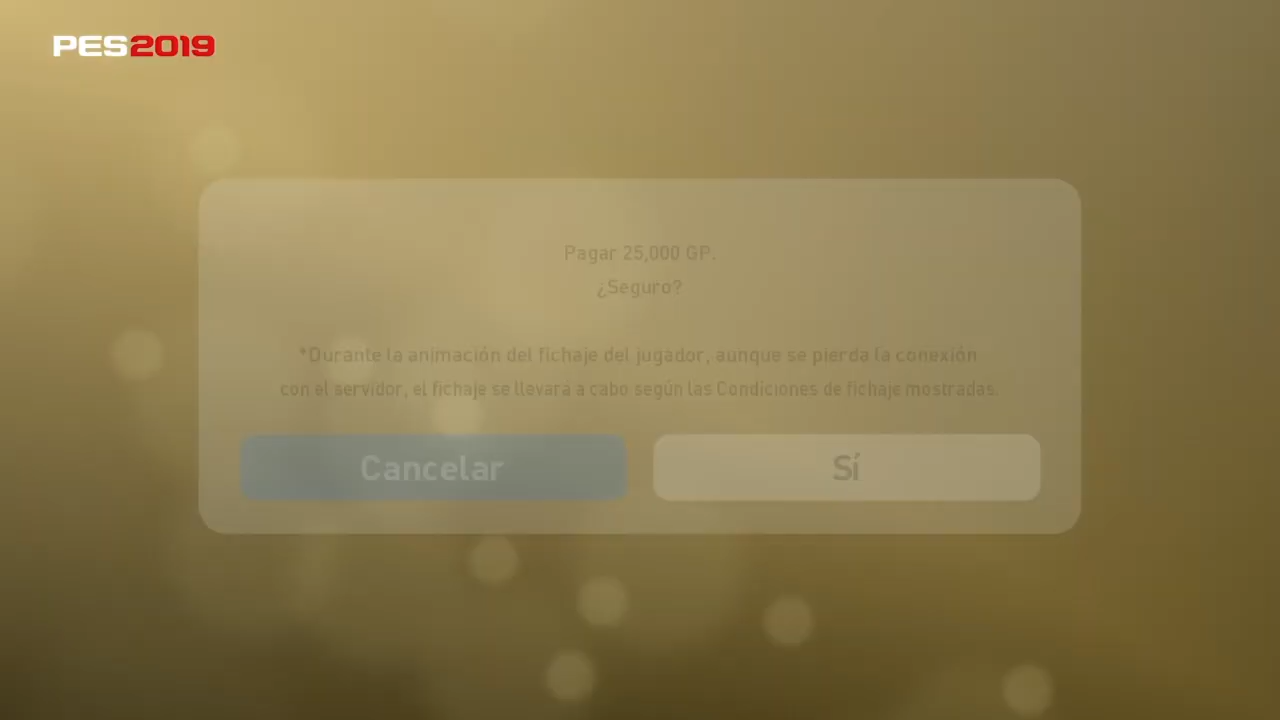 PES2019
Pagar 25,000 GP.
¿Seguro?
*Durante la animación del fichaje del jugador, aunque se pierda la conexión
con el servidor, el fichaje se llevará a cabo según las Condiciones de fichaje mostradas.
Cancelar
Sí